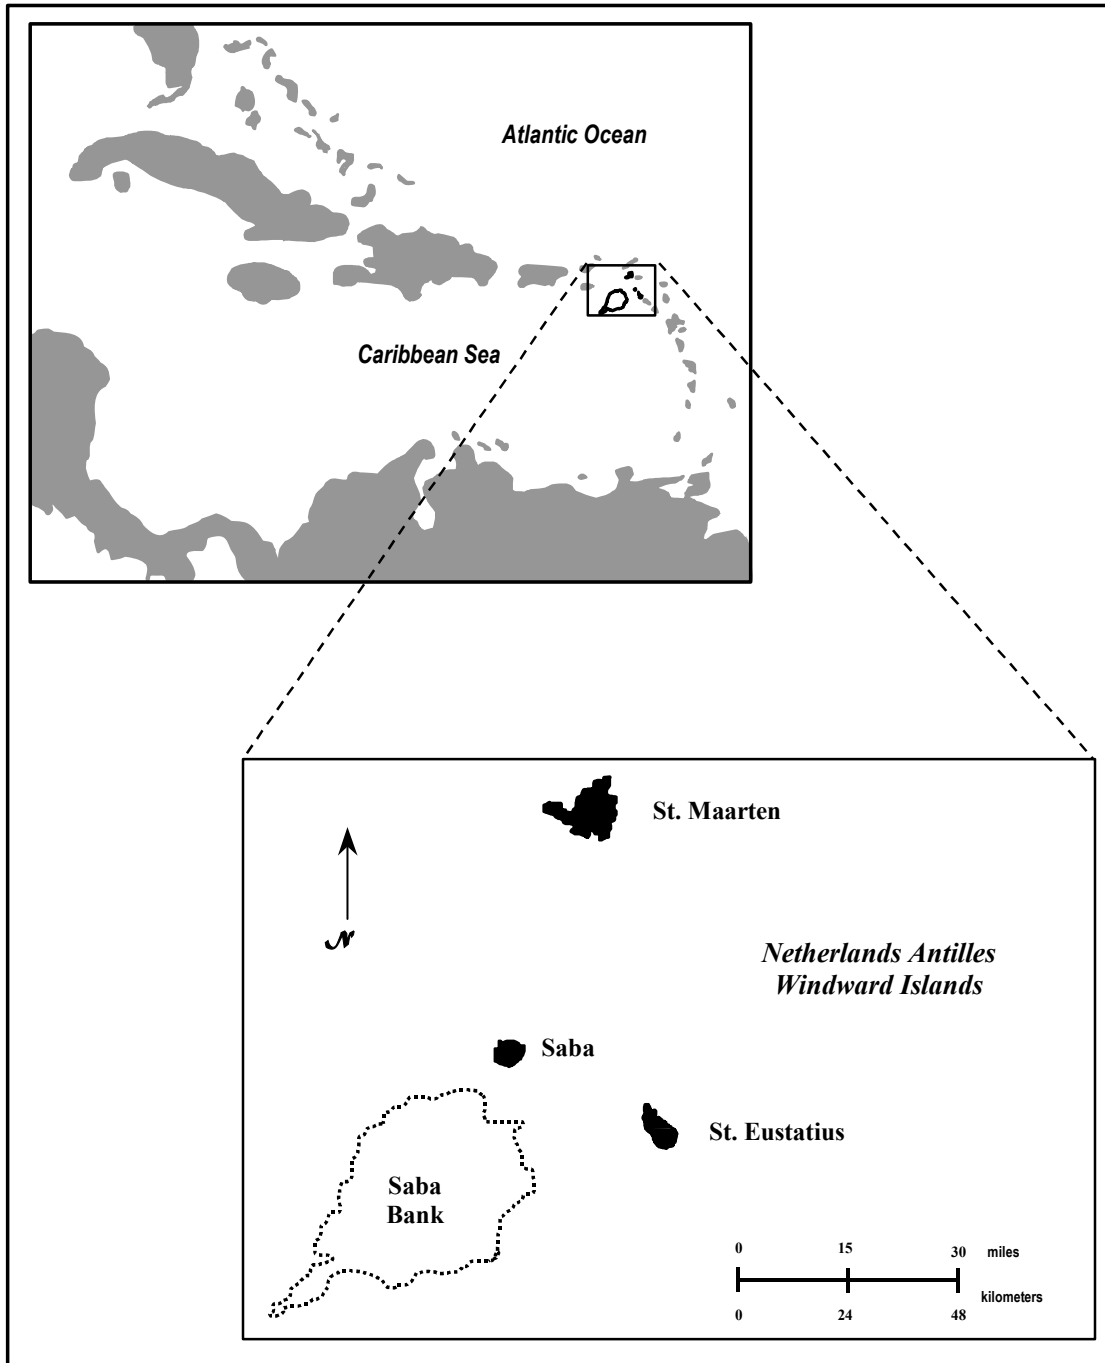 Atlantic Ocean
Caribbean Sea
St. Maarten
N
Netherlands Antilles
Windward Islands
Saba
St. Eustatius
Saba
Bank
0 15 30 miles
kilometers
0 24 48